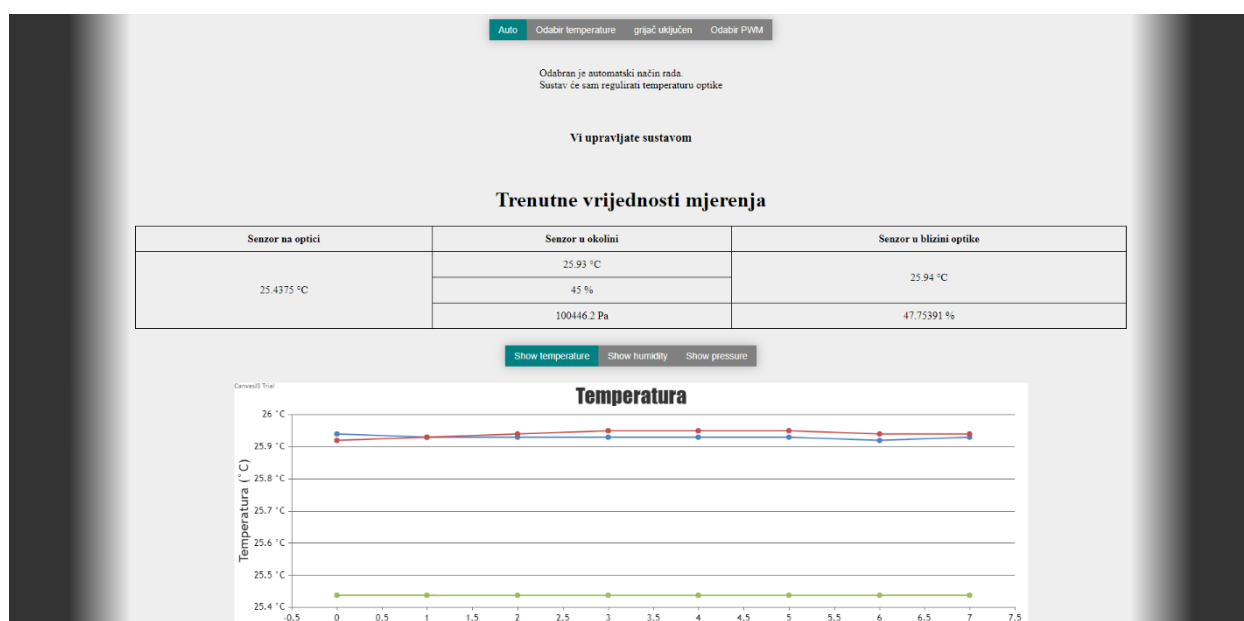 Auto Odabir temperature grijač uključen Odabir PWM
Odabran je automatski način rada.
Sustav će sam regulirati temperaturu optike
Vi upravljate sustavom
Trenutne vrijednosti mjerenja
Senzor na optici Senzor u okolini Senzor u blizini optike
25.93 °C
25.94 °C
25.4375 °C 45 %
100446.2 Pa 47.75391 %
Show temperature Show humidity Show pressure
CanvasJS Trial
Temperatura
26 °C
25.9 °C
25.8 °C
25.7 °C
25.6 °C
25.5 °C
25.4 °C
Temperatura (°C)
-0.5 0 0.5 1 1.5 2 2.5 3 3.5 4 4.5 5 5.5 6 6.5 7 7.5